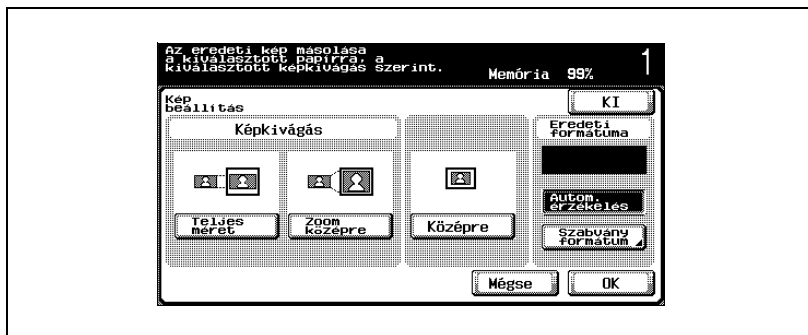 Az eredeti kép másolása
a kiválasztott papírra, a
kiválasztott képkivágás szerint.
Memória 99% 1
Kép
beállítás
KI
Képkivágás
Eredeti
formátuma
Teljes
méret
Zoom
középre
Középre
Autom.
érzékelés
Szabvány
formátum
Mégse
OK